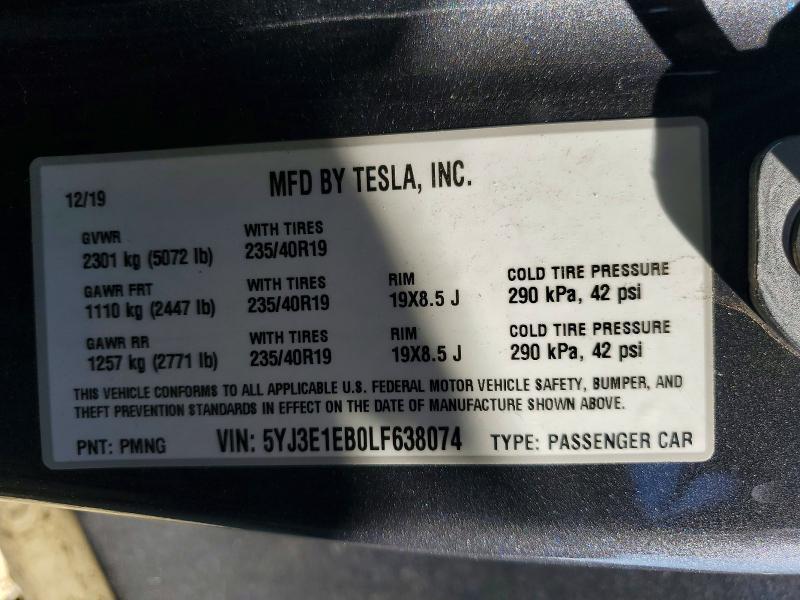 12/19 MFD BY TESLA, INC.
GVWR WITH TIRES
2301 kg (5072 lb) 235/40R19
GAWR FRT WITH TIRES RIM COLD TIRE PRESSURE
1110 kg (2447 lb) 235/40R19 19X8.5 J 290 kPa, 42 psi
GAWR RR WITH TIRES RIM COLD TIRE PRESSURE
1257 kg (2771 lb) 235/40R19 19X8.5 J 290 kPa, 42 psi
THIS VEHICLE CONFORMS TO ALL APPLICABLE U.S. FEDERAL MOTOR VEHICLE SAFETY, BUMPER, AND
THEFT PREVENTION STANDARDS IN EFFECT ON THE DATE OF MANUFACTURE SHOWN ABOVE.
PNT: PMNG VIN: 5YJ3E1EB0LF638074 TYPE: PASSENGER CAR